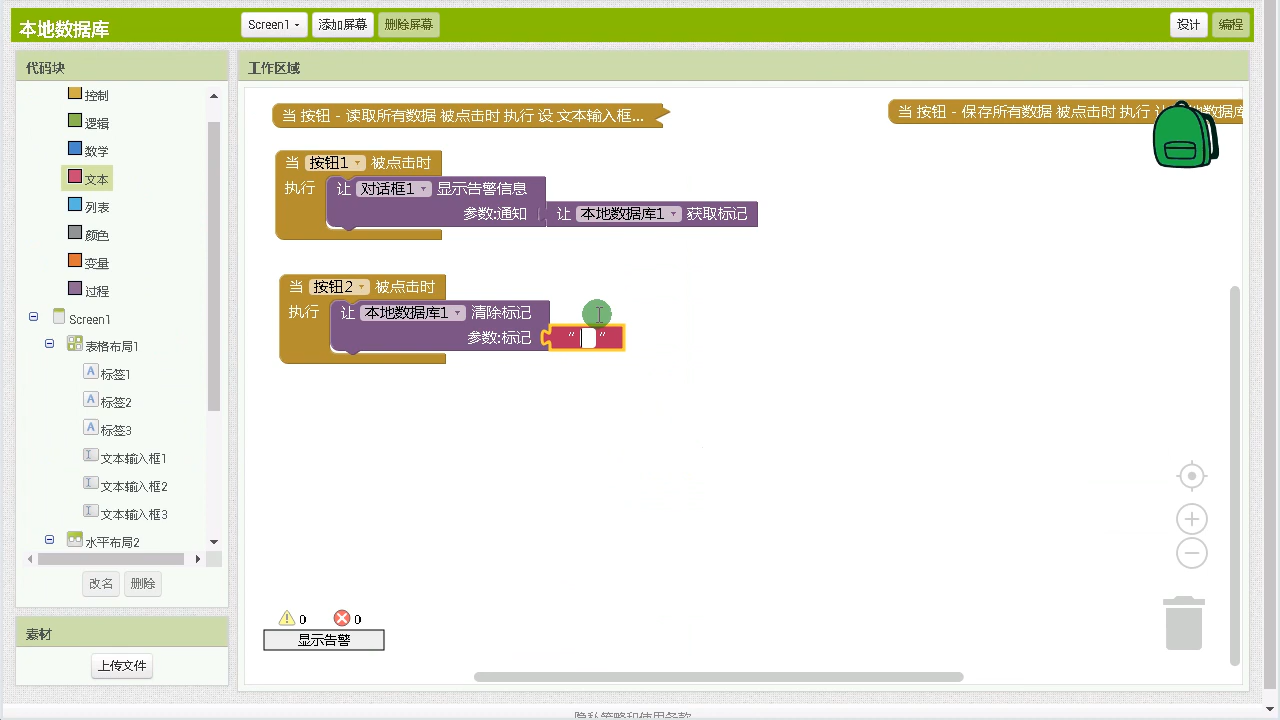 本地数据库
Screen1
添加屏幕
删除屏幕
设计
编程
代码块
控制
逻辑
数学
文本
列表
颜色
变量
过程
Screen1
表格布局1
标签1
标签2
标签3
文本输入框1
文本输入框2
文本输入框3
水平布局2
改名
删除
素材
上传文件
工作区域
当 按钮 - 读取所有数据 被点击时 执行 设 文本输入框...
当 按钮 - 保存所有数据 被点击时 执行
当 按钮1 被点击时
执行 让 对话框1 显示告警信息
参数:通知 让 本地数据库1 获取标记
当 按钮2 被点击时
执行 让 本地数据库1 清除标记
参数:标记 " "
0 0
显示告警
隐私策略和使用条款